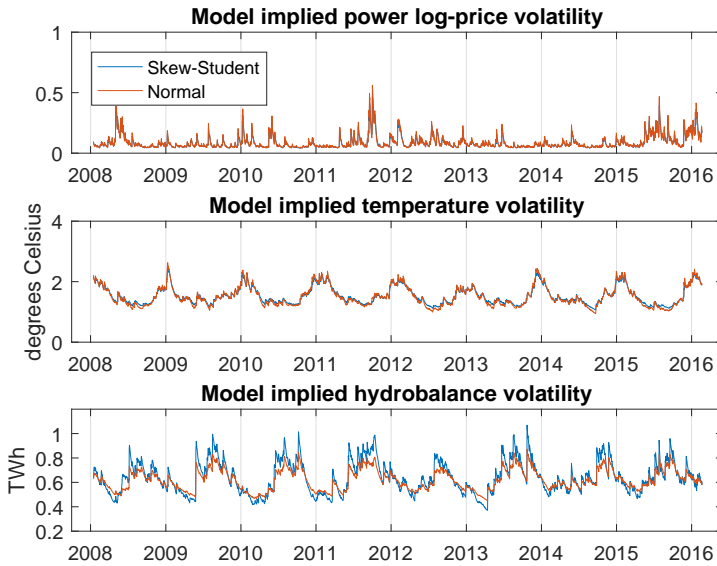 Model implied power log-price volatility
1
0.5
0
Skew-Student
Normal
2008 2009 2010 2011 2012 2013 2014 2015 2016
Model implied temperature volatility
degrees Celsius
4
2
0
2008 2009 2010 2011 2012 2013 2014 2015 2016
Model implied hydrobalance volatility
TWh
1
0.8
0.6
0.4
0.2
2008 2009 2010 2011 2012 2013 2014 2015 2016